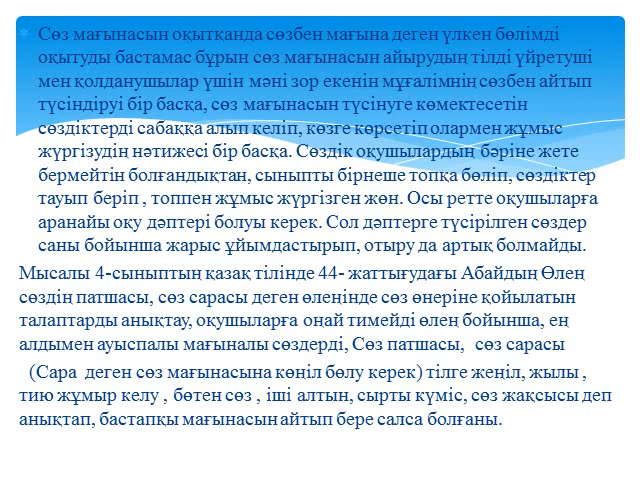 Сөз мағынасын оқытқанда сөзбен мағына деген үлкен бөлімді
оқытуды бастамас бұрын сөз мағынасын айырудың тілді үйретуші
мен қолданушылар үшін мәні зор екенін мұғалімнің сөзбен айтып
түсіндіруі бір басқа, сөз мағынасын түсінуге көмектесетін
сөздіктерді сабаққа алып келіп, көзге көрсетіп олармен жұмыс
жүргізудің нәтижесі бір басқа. Сөздік оқушылардың бәріне жете
бермейтін болғандықтан, сыныпты бірнеше топқа бөліп, сөздіктер
тауып беріп , топпен жұмыс жүргізген жөн. Осы ретте оқушыларға
аранайы оқу дәптері болуы керек. Сол дәптерге түсірілген сөздер
саны бойынша жарыс ұйымдастырып, отыру да артық болмайды.
Мысалы 4-сыныптың қазақ тілінде 44- жаттығудағы Абайдың Өлең
сөздің патшасы, сөз сарасы деген өлеңінде сөз өнеріне қойылатын
талаптарды анықтау, оқушыларға оңай тимейді өлең бойынша, ең
алдымен ауыспалы мағыналы сөздерді, Сөз патшасы, сөз сарасы
(Сара деген сөз мағынасына көңіл бөлу керек) тілге жеңіл, жылы ,
тию жұмыр келу , бөтен сөз , іші алтын, сырты күміс, сөз жақсысы деп
анықтап, бастапқы мағынасын айтып бере салса болғаны.